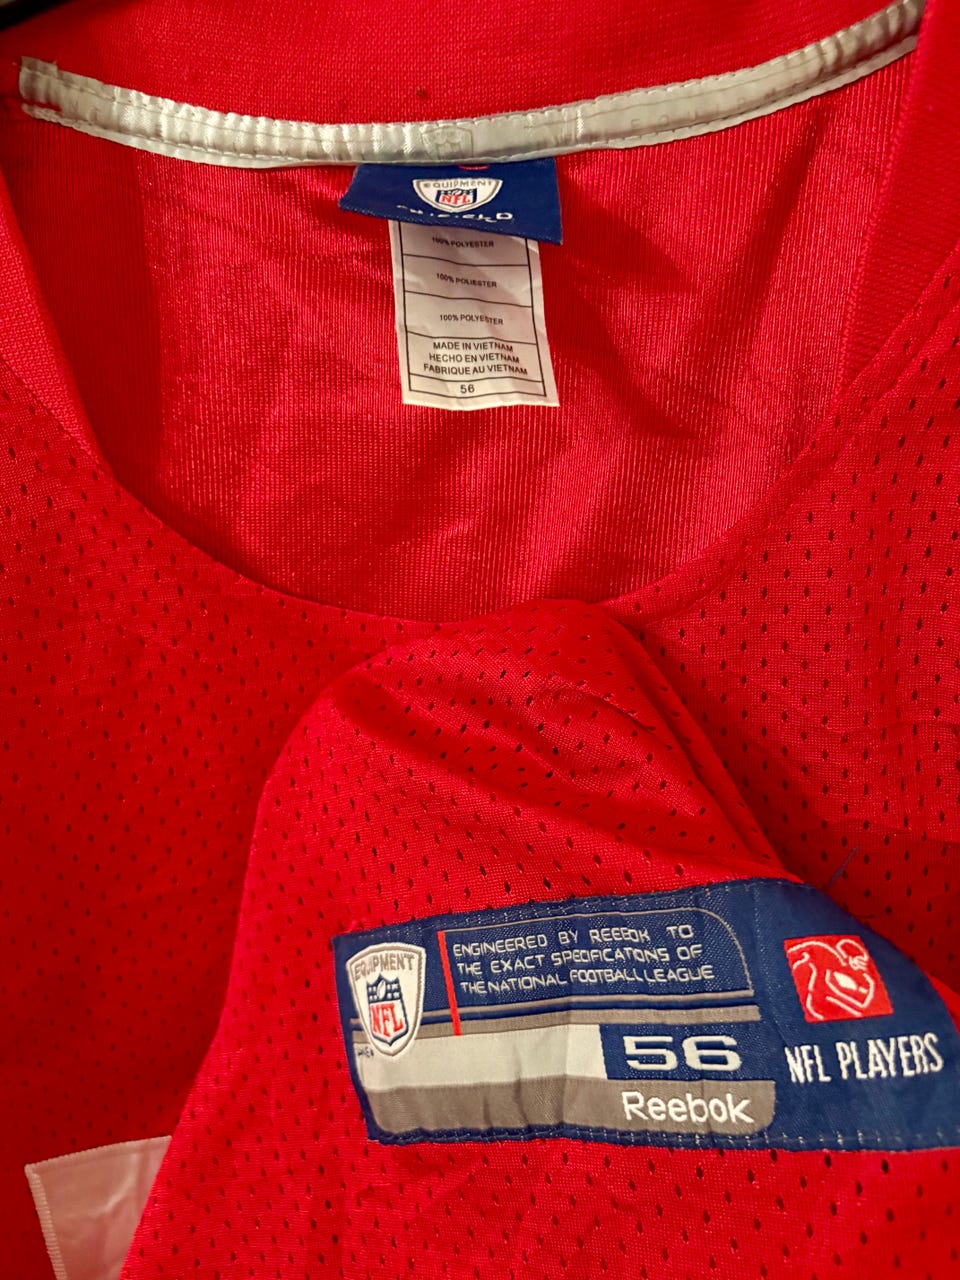 EQUIPMENT
NFL
100% POLYESTER
100% POLIESTER
100% POLYESTER
MADE IN VIETNAM
HECHO EN VIETNAM
FABRIQUE AU VIETNAM
56
EQUIPMENT
NFL
ENGINEERED BY REEBOK TO
THE EXACT SPECIFICATIONS OF
THE NATIONAL FOOTBALL LEAGUE
56
Reebok
NFL PLAYERS